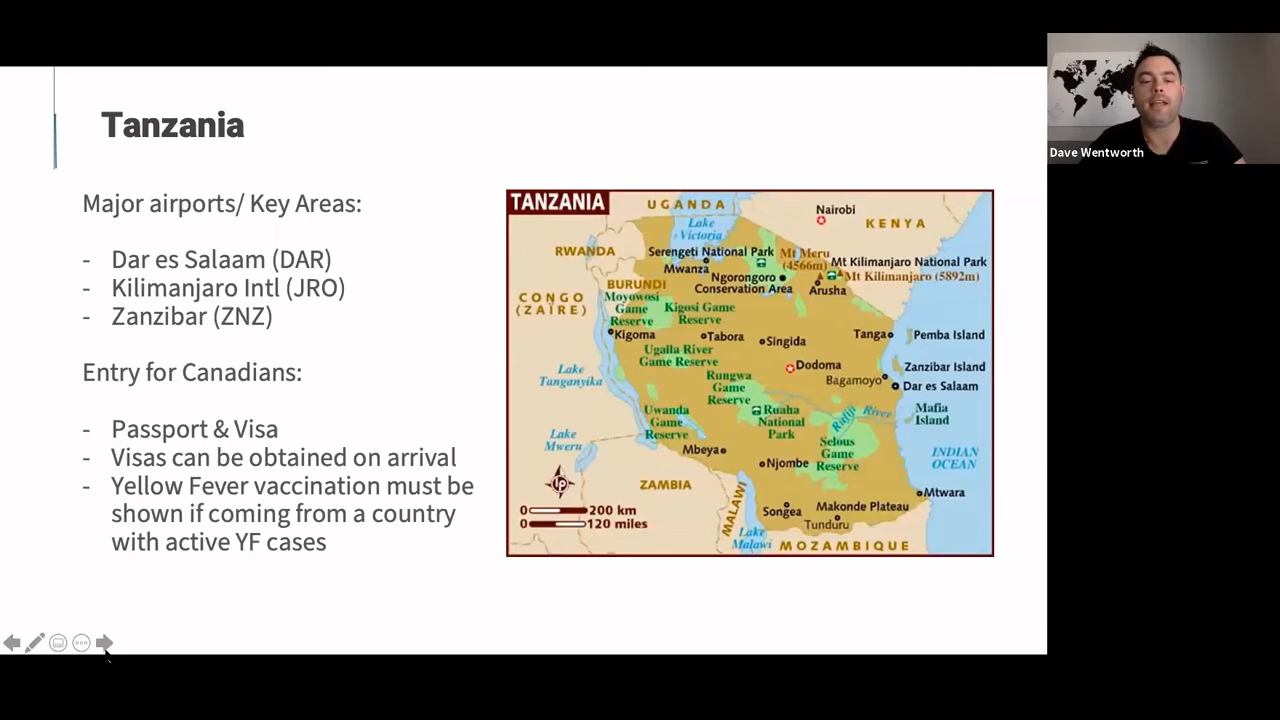 Tanzania
Major airports/ Key Areas:
- Dar es Salaam (DAR)
- Kilimanjaro Intl (JRO)
- Zanzibar (ZNZ)
Entry for Canadians:
- Passport & Visa
- Visas can be obtained on arrival
- Yellow Fever vaccination must be
shown if coming from a country
with active YF cases
TANZANIA
UGANDA
Nairobi
KENYA
Lake
Victoria
RWANDA
Serengeti National Park
Mt Meru
(4566m)
Mt Kilimanjaro National Park
Mwanza
Ngorongoro
Conservation Area
Mt Kilimanjaro (5892m)
Arusha
BURUNDI
CONGO
(ZAÏRE)
Moyowosi
Game
Reserve
Kigosi Game
Reserve
Kigoma
Tabora
Singida
Tanga
Pemba Island
Ugalla River
Game Reserve
Dodoma
Zanzibar Island
Lake
Tanganyika
Rungwa
Game
Reserve
Bagamoyo
Dar es Salaam
Uwanda
Game
Reserve
Ruaha
National
Park
Rufiji
River
Mafia
Island
Lake
Mweru
Mbeya
Selous
Game
Reserve
INDIAN
OCEAN
Njombe
ZAMBIA
MALAWI
Mtwara
0 200 km
0 120 miles
Songea
Makonde Plateau
Tunduru
Lake
Malawi
MOZAMBIQUE
lp
Dave Wentworth